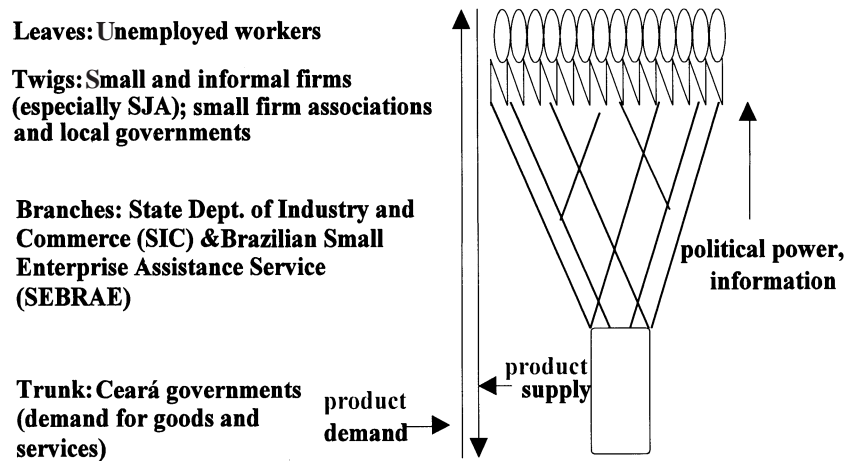 Leaves: Unemployed workers
Twigs: Small and informal firms
(especially SJA); small firm associations
and local governments
Branches: State Dept. of Industry and
Commerce (SIC) &Brazilian Small
Enterprise Assistance Service
(SEBRAE)
Trunk: Ceará governments
(demand for goods and
services)
product
demand
product
supply
political power,
information